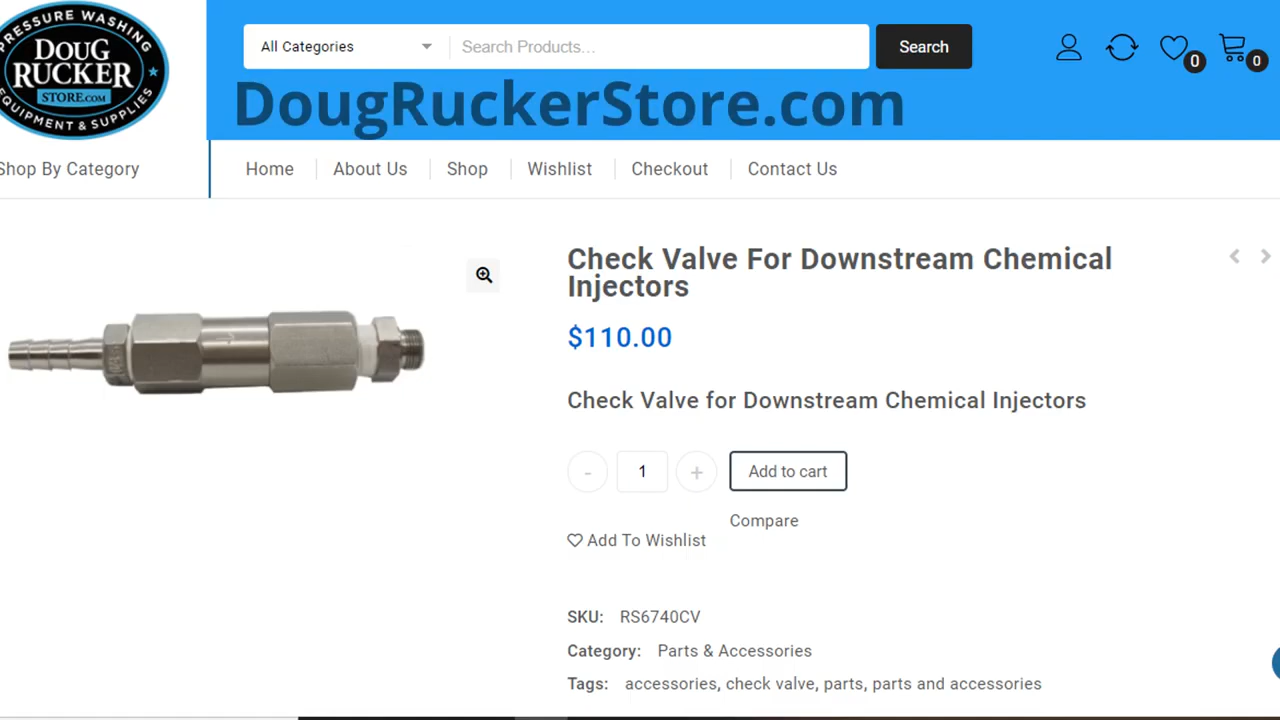 PRESSURE WASHING
DOUG
RUCKER
STORE.COM
EQUIPMENT & SUPPLIES
All Categories
Search Products...
Search
0
0
DougRuckerStore.com
Shop By Category
Home
About Us
Shop
Wishlist
Checkout
Contact Us
Check Valve For Downstream Chemical
Injectors
$110.00
Check Valve for Downstream Chemical Injectors
-
1
+
Add to cart
Compare
Add To Wishlist
SKU: RS6740CV
Category: Parts & Accessories
Tags: accessories, check valve, parts, parts and accessories